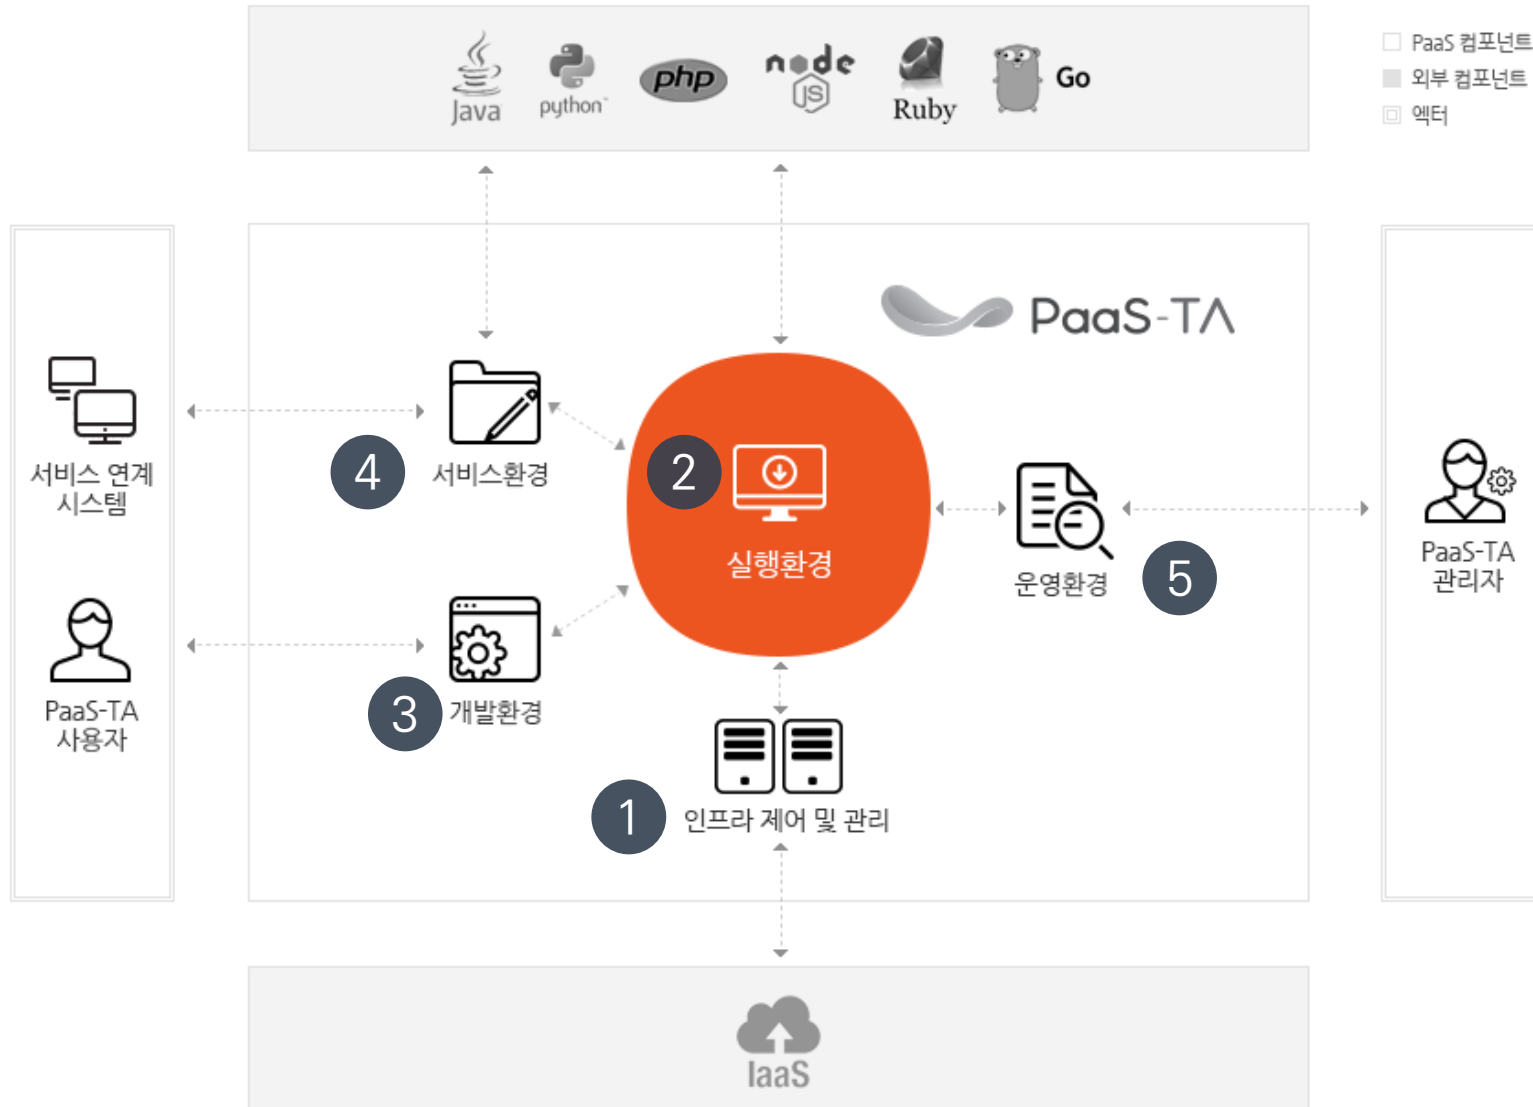 Java
python
php
node
JS
Ruby
Go
PaaS 컴포넌트
외부 컴포넌트
엑터
PaaS-TA
서비스 연계
시스템
4
서비스환경
2
실행환경
운영환경
5
PaaS-TA
관리자
PaaS-TA
사용자
3
개발환경
1
인프라 제어 및 관리
IaaS